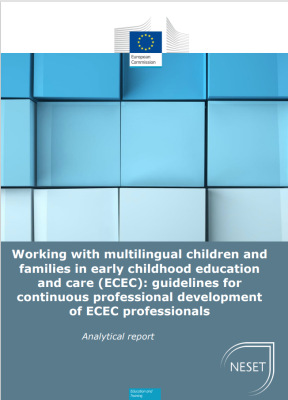 European
Commission
Working with multilingual children and
families in early childhood education
and care (ECEC): guidelines for
continuous professional development
of ECEC professionals
Analytical report
NESET
Education and
Training